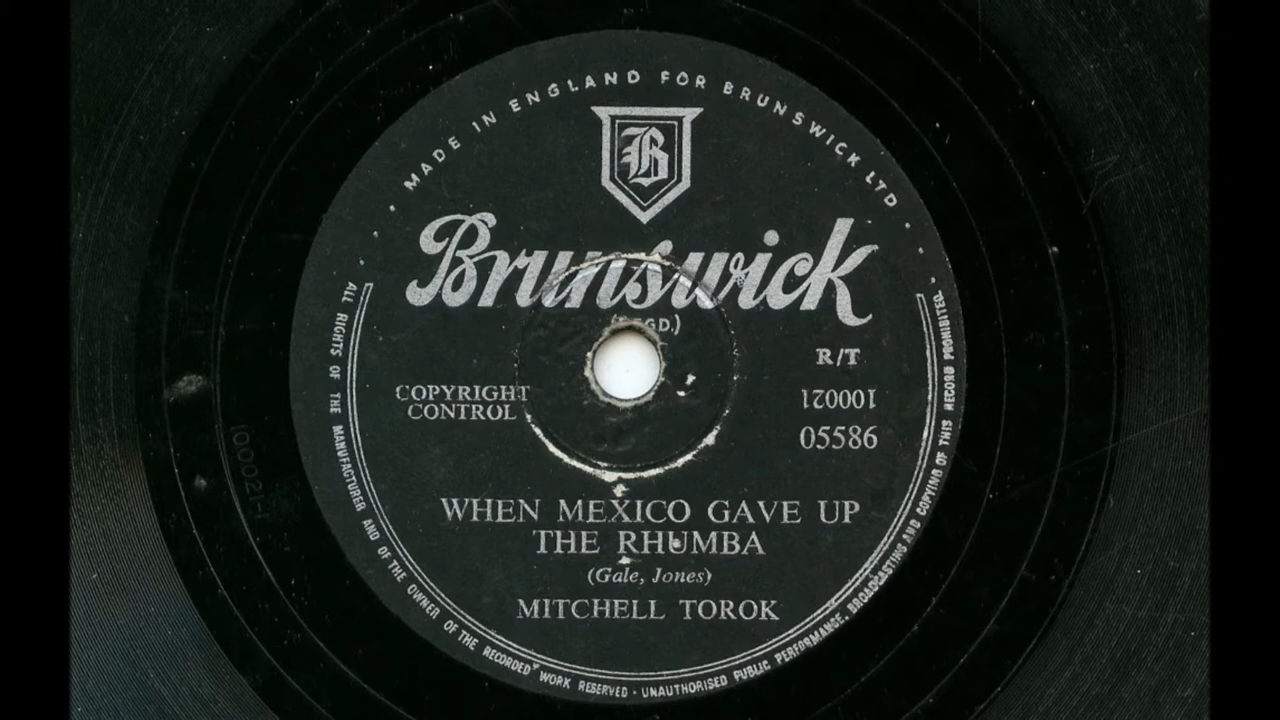 MADE IN ENGLAND FOR BRUNSWICK LTD
B
Brunswick
(REGD.)
R/T
COPYRIGHT
CONTROL
100021
05586
WHEN MEXICO GAVE UP
THE RHUMBA
(Gale, Jones)
MITCHELL TOROK
ALL RIGHTS OF THE MANUFACTURER AND OF THE OWNER OF THE RECORDED WORK RESERVED · UNAUTHORISED PUBLIC PERFORMANCE, BROADCASTING AND COPYING OF THIS RECORD PROHIBITED.